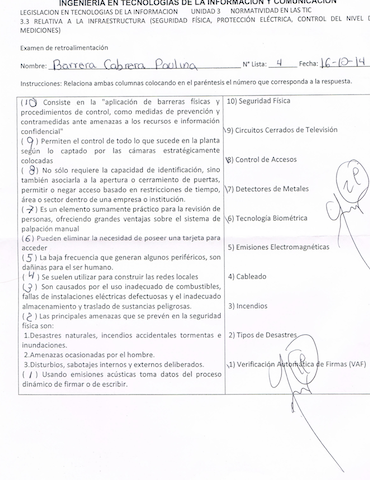 INGENIERIA EN TECNOLOGIAS DE LA INFORMACION Y COMUNICACION
LEGISLACION EN TECNOLOGIAS DE LA INFORMACION UNIDAD 3 NORMATIVIDAD EN LAS TIC
3.3 RELATIVA A LA INFRAESTRUCTURA (SEGURIDAD FÍSICA, PROTECCIÓN ELÉCTRICA, CONTROL DEL NIVEL D
MEDICIONES)
Examen de retroalimentación
Nombre: Barrera Cabrera Paulina N° Lista: 4 Fecha: 16-10-14
Instrucciones: Relaciona ambas columnas colocando en el paréntesis el número que corresponda a la respuesta.
(10) Consiste en la "aplicación de barreras físicas y
procedimientos de control, como medidas de prevención y
contramedidas ante amenazas a los recursos e información
confidencial"
(9) Permiten el control de todo lo que sucede en la planta
según lo captado por las cámaras estratégicamente
colocadas
(8) No sólo requiere la capacidad de identificación, sino
también asociarla a la apertura o cerramiento de puertas,
permitir o negar acceso basado en restricciones de tiempo,
área o sector dentro de una empresa o institución.
(7) Es un elemento sumamente práctico para la revisión de
personas, ofreciendo grandes ventajas sobre el sistema de
palpación manual
(6) Pueden eliminar la necesidad de poseer una tarjeta para
acceder
(5) La baja frecuencia que generan algunos periféricos, son
dañinas para el ser humano.
(4) Se suelen utilizar para construir las redes locales
(3) Son causados por el uso inadecuado de combustibles,
fallas de instalaciones eléctricas defectuosas y el inadecuado
almacenamiento y traslado de sustancias peligrosas.
(2) Las principales amenazas que se prevén en la seguridad
física son:
1.Desastres naturales, incendios accidentales tormentas e
inundaciones.
2.Amenazas ocasionadas por el hombre.
3.Disturbios, sabotajes internos y externos deliberados.
(1) Usando emisiones acústicas toma datos del proceso
dinámico de firmar o de escribir.
10) Seguridad Física
9) Circuitos Cerrados de Televisión
8) Control de Accesos
7) Detectores de Metales
6) Tecnología Biométrica
5) Emisiones Electromagnéticas
4) Cableado
3) Incendios
2) Tipos de Desastres
1) Verificación Automática de Firmas (VAF)